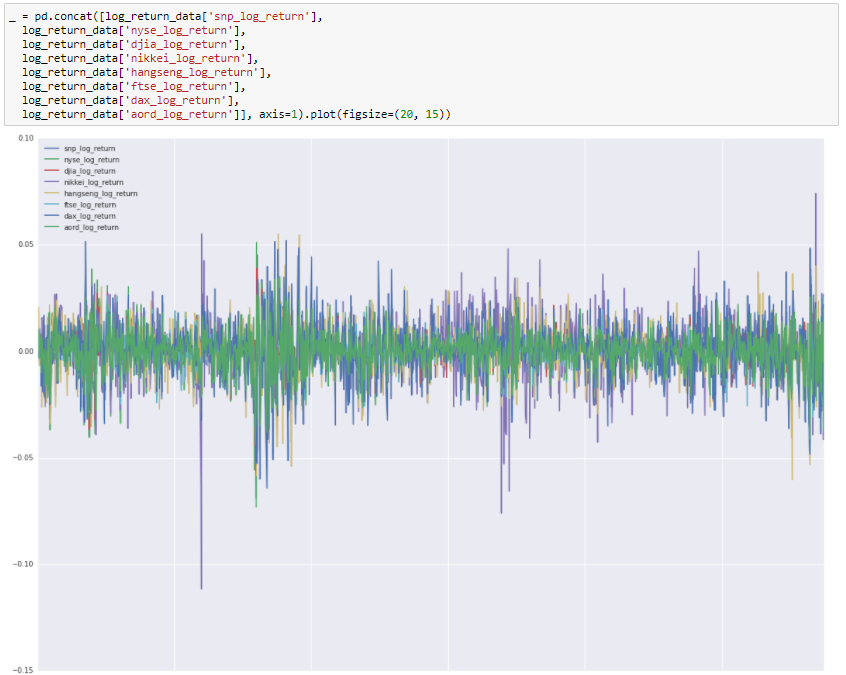 _ = pd.concat([log_return_data['snp_log_return'],
log_return_data['nyse_log_return'],
log_return_data['djia_log_return'],
log_return_data['nikkei_log_return'],
log_return_data['hangseng_log_return'],
log_return_data['ftse_log_return'],
log_return_data['dax_log_return'],
log_return_data['aord_log_return']], axis=1).plot(figsize=(20, 15))
0.10
snp_log_return
nyse_log_return
djia_log_return
nikkei_log_return
hangseng_log_return
ftse_log_return
dax_log_return
aord_log_return
0.05
0.00
−0.05
−0.10
−0.15